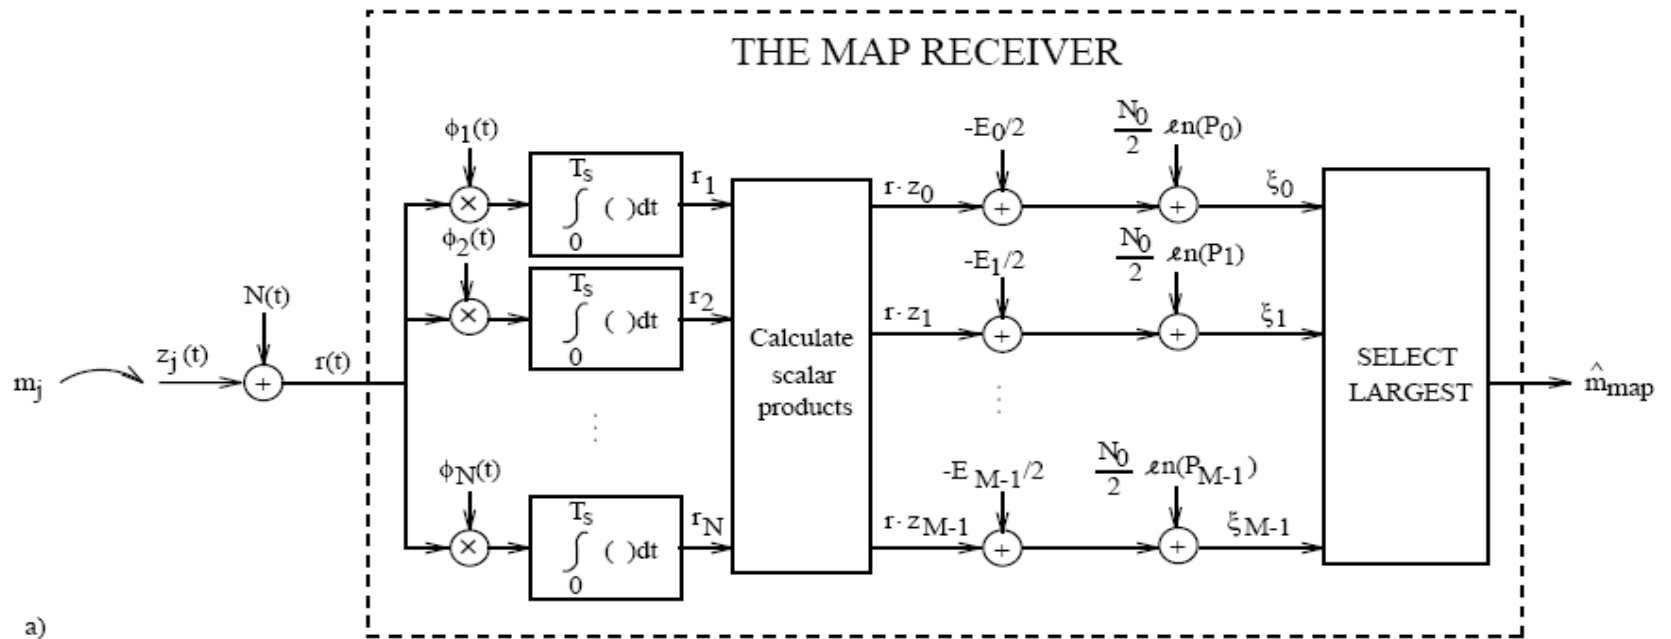 THE MAP RECEIVER
ϕ1(t)
-E0/2
N0/2 ℓn(P0)
Ts
∫ ( )dt
0
r1
r·z0
ξ0
×
+
+
ϕ2(t)
-E1/2
N0/2 ℓn(P1)
Ts
∫ ( )dt
0
r2
r·z1
ξ1
×
+
+
N(t)
Calculate
scalar
products
SELECT
LARGEST
mj
zj(t)
+
r(t)
m̂map
ϕN(t)
-E M-1/2
N0/2 ℓn(PM-1)
Ts
∫ ( )dt
0
rN
r·zM-1
ξM-1
×
+
+
a)